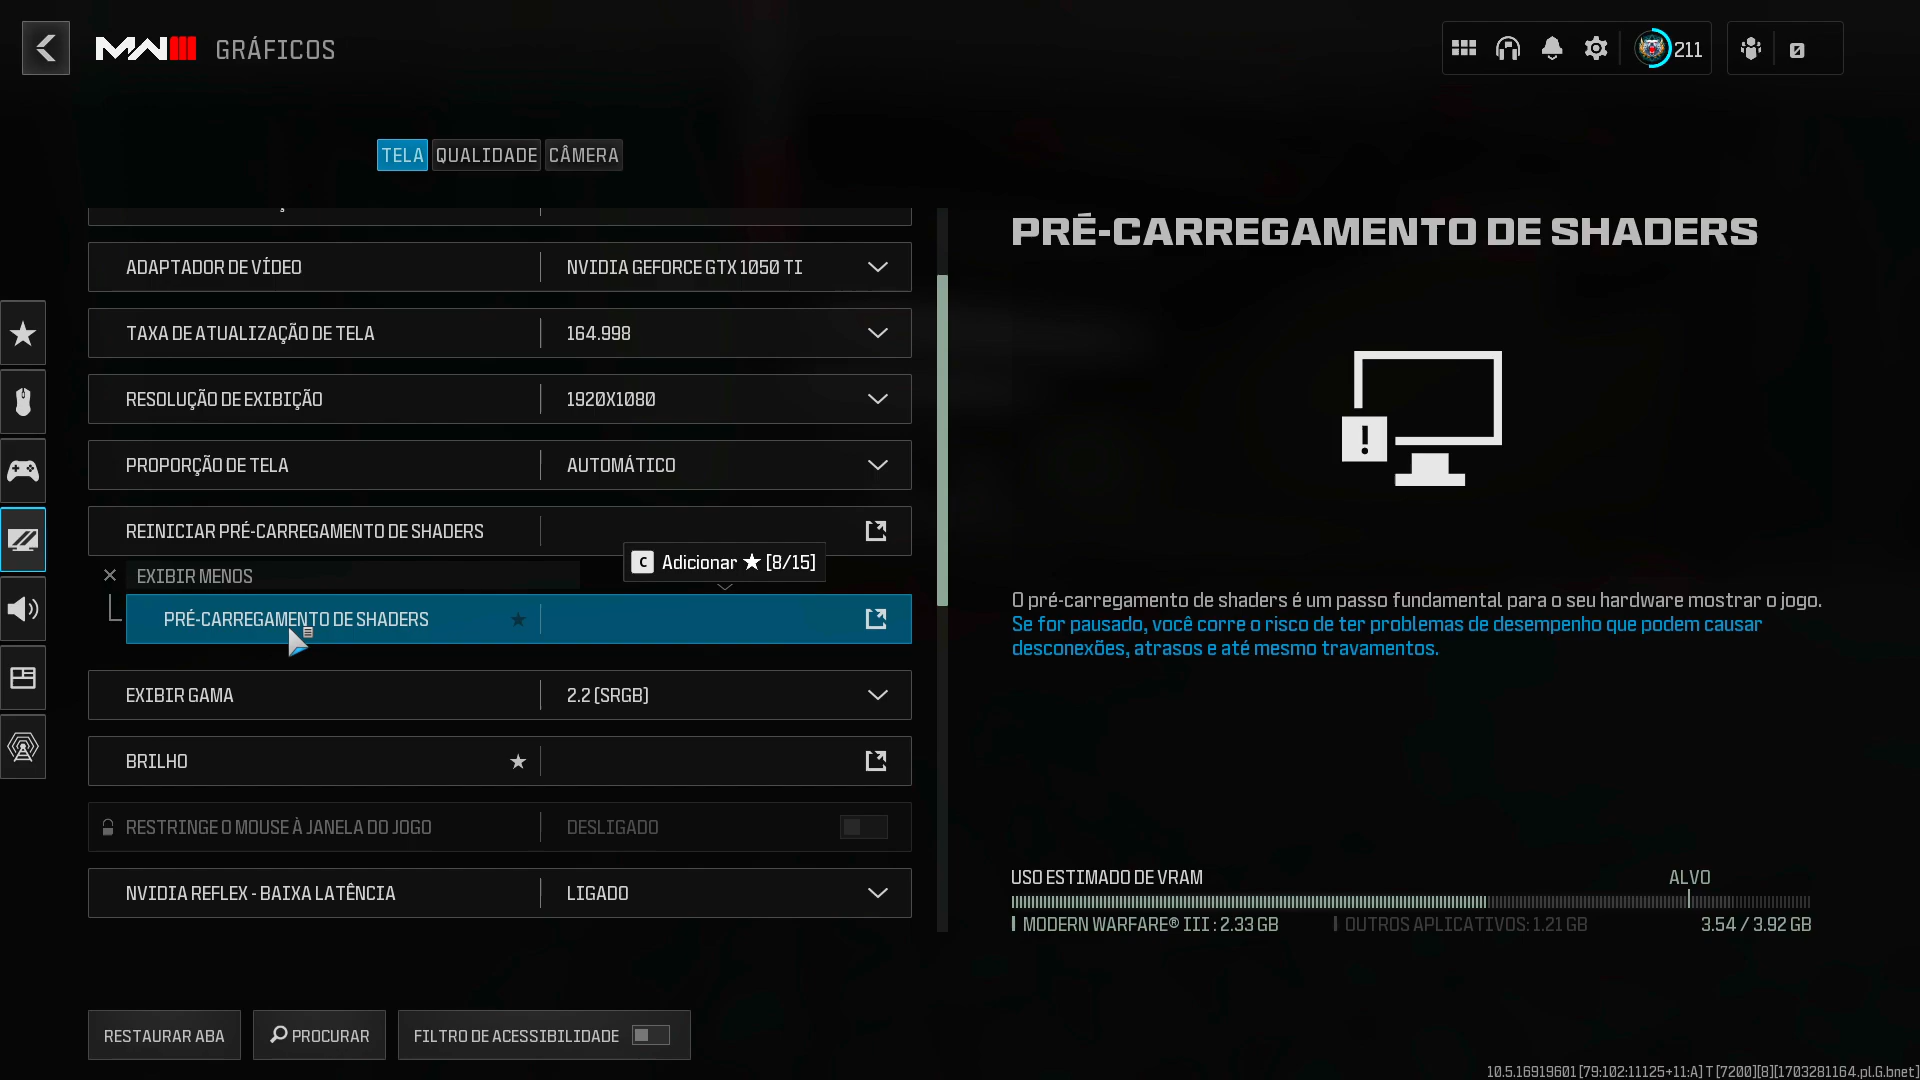 MWIII GRÁFICOS
211
0
TELA QUALIDADE CÂMERA
ADAPTADOR DE VÍDEO NVIDIA GEFORCE GTX 1050 TI
TAXA DE ATUALIZAÇÃO DE TELA 164.998
RESOLUÇÃO DE EXIBIÇÃO 1920X1080
PROPORÇÃO DE TELA AUTOMÁTICO
REINICIAR PRÉ-CARREGAMENTO DE SHADERS
C Adicionar ★ [8/15]
EXIBIR MENOS
PRÉ-CARREGAMENTO DE SHADERS
EXIBIR GAMA 2.2 (SRGB)
BRILHO
RESTRINGE O MOUSE À JANELA DO JOGO DESLIGADO
NVIDIA REFLEX - BAIXA LATÊNCIA LIGADO
RESTAURAR ABA PROCURAR FILTRO DE ACESSIBILIDADE
PRÉ-CARREGAMENTO DE SHADERS
!
O pré-carregamento de shaders é um passo fundamental para o seu hardware mostrar o jogo.
Se for pausado, você corre o risco de ter problemas de desempenho que podem causar
desconexões, atrasos e até mesmo travamentos.
USO ESTIMADO DE VRAM ALVO
MODERN WARFARE® III : 2.33 GB OUTROS APLICATIVOS: 1.21 GB 3.54 / 3.92 GB
10.5.16919601 [79:102:11125+11:A] T [7200][8][1703281164.pl.G.bnet]